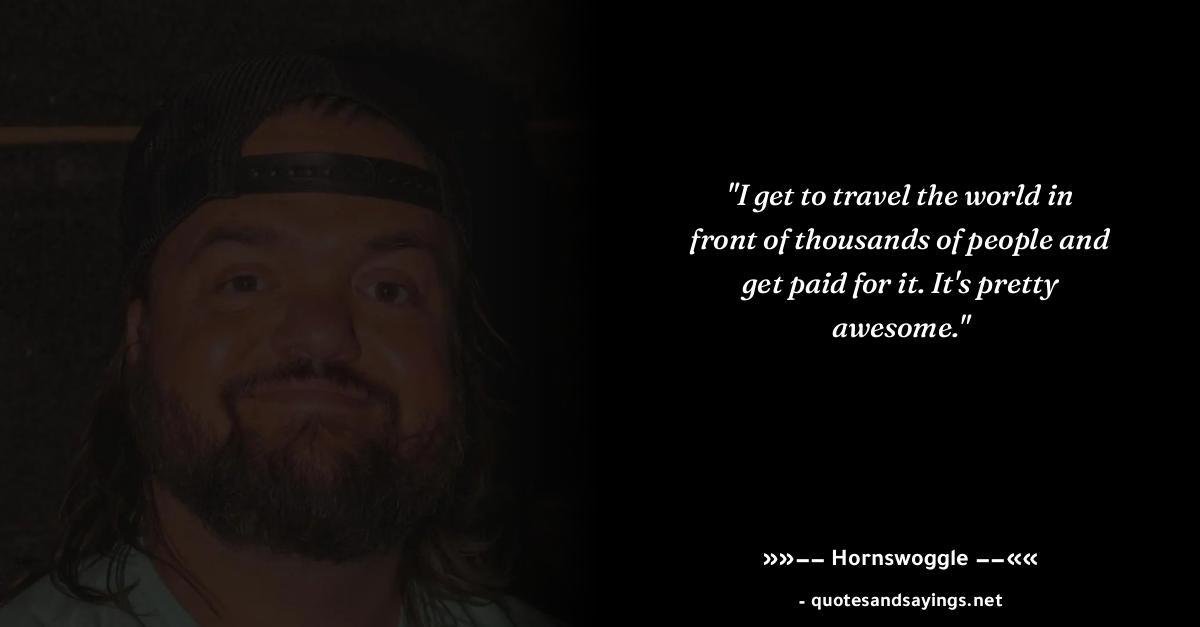 "I get to travel the world in
front of thousands of people and
get paid for it. It's pretty
awesome."
»»–– Hornswoggle ––««
- quotesandsayings.net